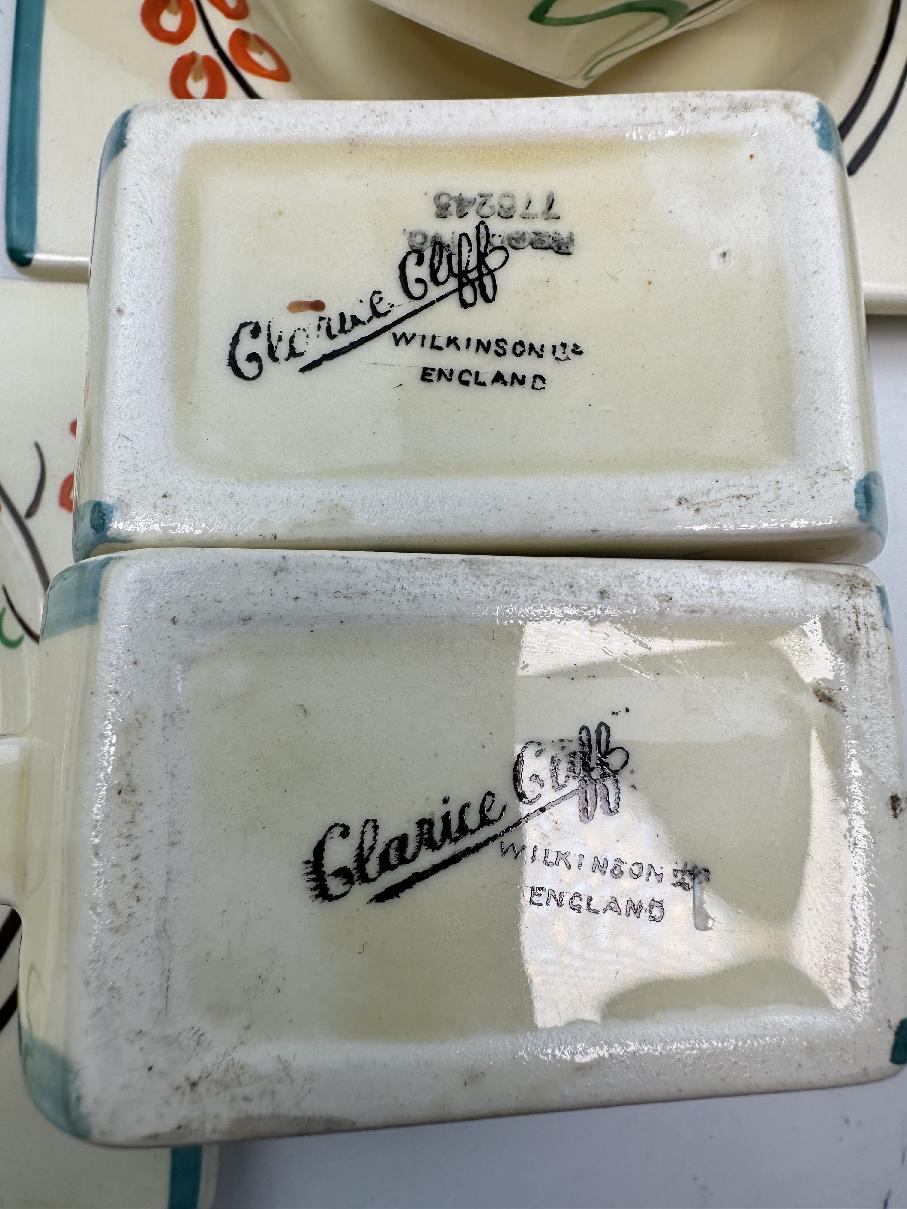 Regd. No.
778243.
Clarice Cliff
WILKINSON Ltd
ENGLAND
Clarice Cliff
WILKINSON Ltd
ENGLAND